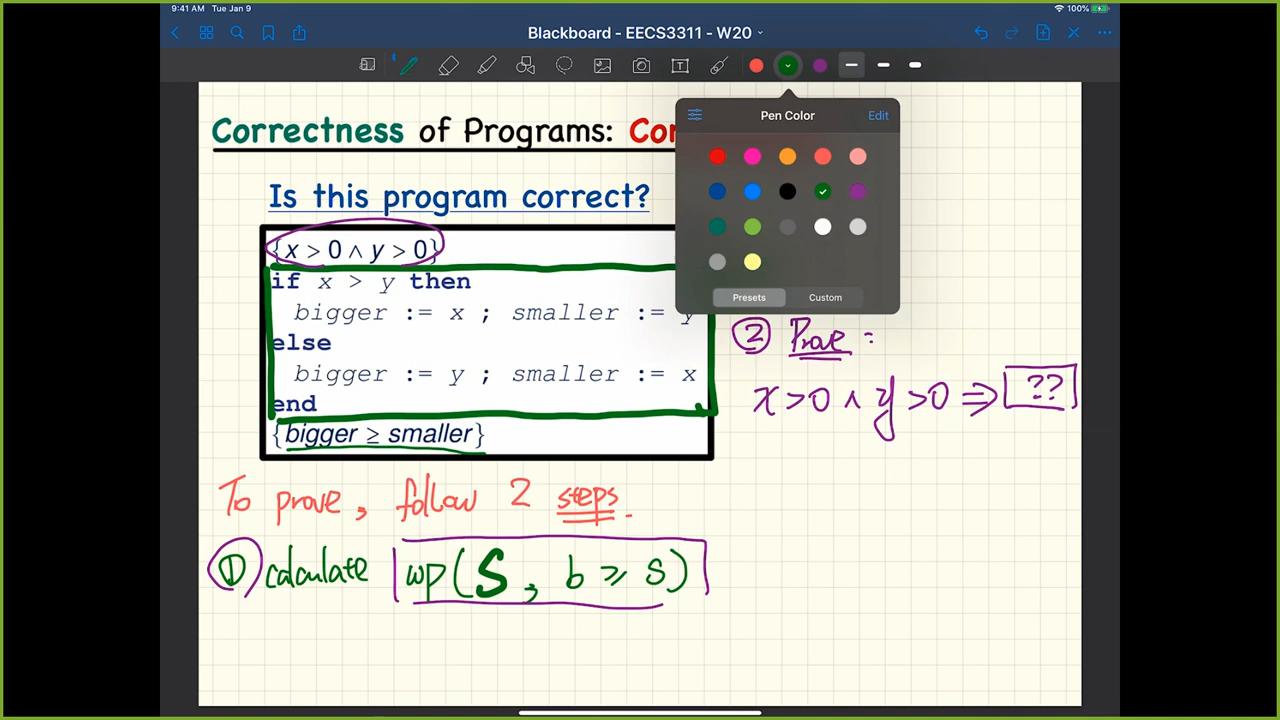 9:41 AM Tue Jan 9
100%
Blackboard - EECS3311 - W20
Correctness of Programs: Co
Pen Color
Edit
Presets
Custom
Is this program correct?
{x > 0 ∧ y > 0}
if x > y then
bigger := x ; smaller := y
else
bigger := y ; smaller := x
end
{bigger ≥ smaller}
② Prove :
x > 0 ∧ y > 0 ⇒ ??
To prove, follow 2 steps.
① calculate wp(S, b ≥ s)